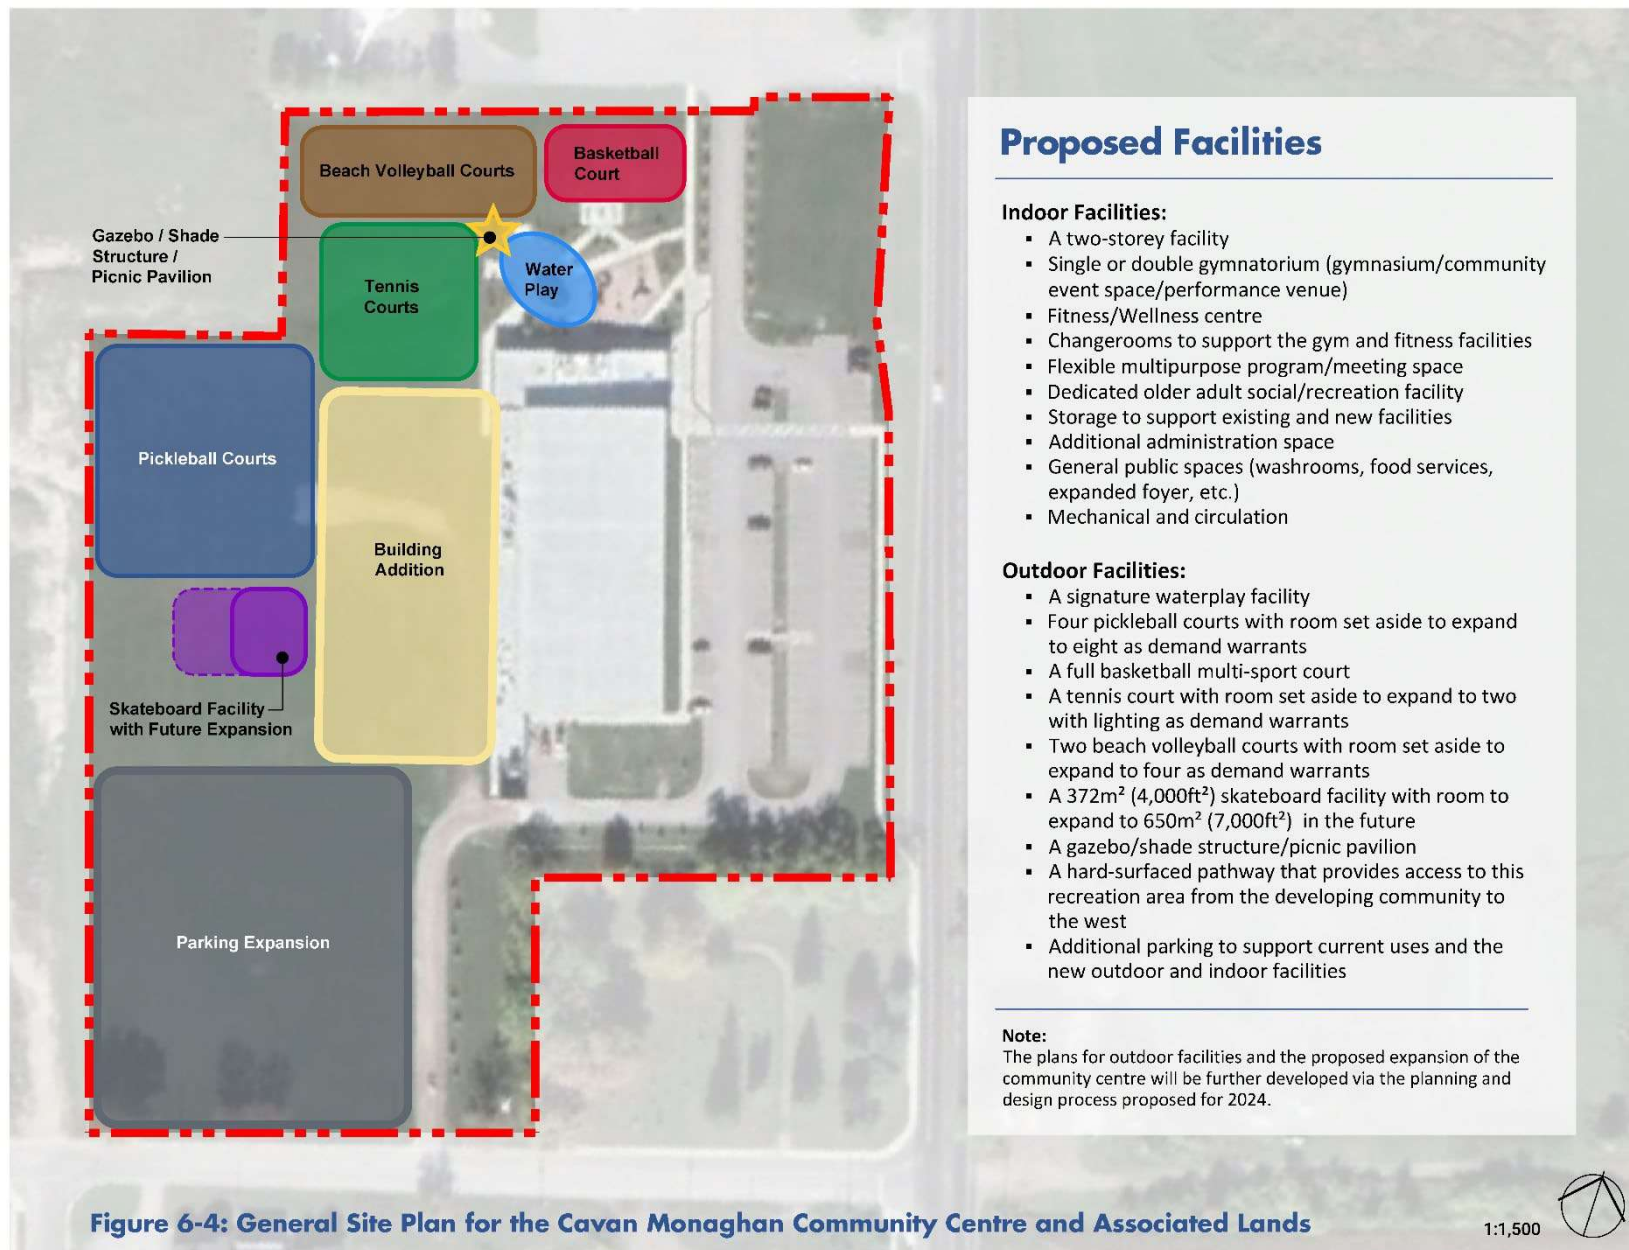 Beach Volleyball Courts
Basketball
Court
Gazebo / Shade
Structure /
Picnic Pavilion
Water
Play
Tennis
Courts
Pickleball Courts
Building
Addition
Skateboard Facility
with Future Expansion
Parking Expansion
Proposed Facilities
Indoor Facilities:
▪ A two-storey facility
▪ Single or double gymnatorium (gymnasium/community
event space/performance venue)
▪ Fitness/Wellness centre
▪ Changerooms to support the gym and fitness facilities
▪ Flexible multipurpose program/meeting space
▪ Dedicated older adult social/recreation facility
▪ Storage to support existing and new facilities
▪ Additional administration space
▪ General public spaces (washrooms, food services,
expanded foyer, etc.)
▪ Mechanical and circulation
Outdoor Facilities:
▪ A signature waterplay facility
▪ Four pickleball courts with room set aside to expand
to eight as demand warrants
▪ A full basketball multi-sport court
▪ A tennis court with room set aside to expand to two
with lighting as demand warrants
▪ Two beach volleyball courts with room set aside to
expand to four as demand warrants
▪ A 372m² (4,000ft²) skateboard facility with room to
expand to 650m² (7,000ft²) in the future
▪ A gazebo/shade structure/picnic pavilion
▪ A hard-surfaced pathway that provides access to this
recreation area from the developing community to
the west
▪ Additional parking to support current uses and the
new outdoor and indoor facilities
Note:
The plans for outdoor facilities and the proposed expansion of the
community centre will be further developed via the planning and
design process proposed for 2024.
Figure 6-4: General Site Plan for the Cavan Monaghan Community Centre and Associated Lands
1:1,500